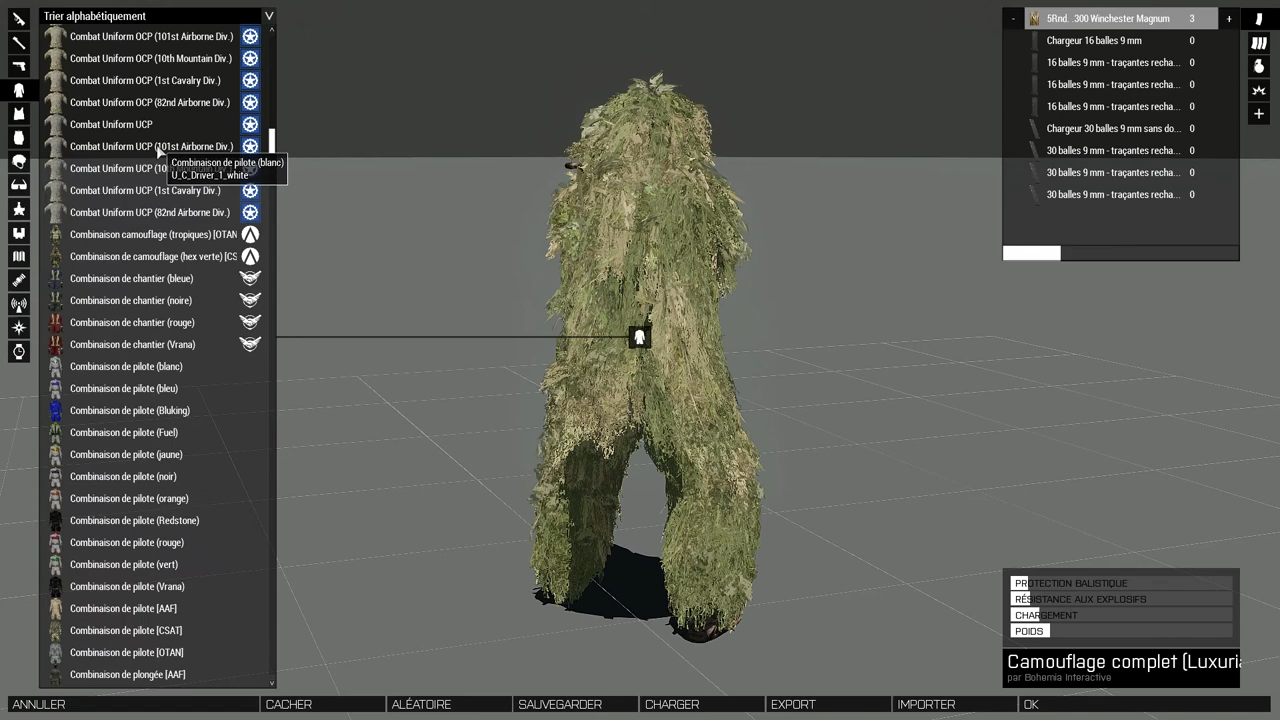 Trier alphabétiquement
Combat Uniform OCP (101st Airborne Div.)
Combat Uniform OCP (10th Mountain Div.)
Combat Uniform OCP (1st Cavalry Div.)
Combat Uniform OCP (82nd Airborne Div.)
Combat Uniform UCP
Combat Uniform UCP (101st Airborne Div.)
Combinaison de pilote (blanc)
U_C_Driver_1_white
Combat Uniform UCP (10
Combat Uniform UCP (1st Cavalry Div.)
Combat Uniform UCP (82nd Airborne Div.)
Combinaison camouflage (tropiques) [OTAN
Combinaison de camouflage (hex verte) [CS
Combinaison de chantier (bleue)
Combinaison de chantier (noire)
Combinaison de chantier (rouge)
Combinaison de chantier (Vrana)
Combinaison de pilote (blanc)
Combinaison de pilote (bleu)
Combinaison de pilote (Bluking)
Combinaison de pilote (Fuel)
Combinaison de pilote (jaune)
Combinaison de pilote (noir)
Combinaison de pilote (orange)
Combinaison de pilote (Redstone)
Combinaison de pilote (rouge)
Combinaison de pilote (vert)
Combinaison de pilote (Vrana)
Combinaison de pilote [AAF]
Combinaison de pilote [CSAT]
Combinaison de pilote [OTAN]
Combinaison de plongée [AAF]
- 5Rnd. .300 Winchester Magnum 3 +
Chargeur 16 balles 9 mm 0
16 balles 9 mm - traçantes recha... 0
16 balles 9 mm - traçantes recha... 0
16 balles 9 mm - traçantes recha... 0
Chargeur 30 balles 9 mm sans do... 0
30 balles 9 mm - traçantes recha... 0
30 balles 9 mm - traçantes recha... 0
30 balles 9 mm - traçantes recha... 0
PROTECTION BALISTIQUE
RÉSISTANCE AUX EXPLOSIFS
CHARGEMENT
POIDS
Camouflage complet (Luxuria
par Bohemia Interactive
ANNULER CACHER ALÉATOIRE SAUVEGARDER CHARGER EXPORT IMPORTER OK